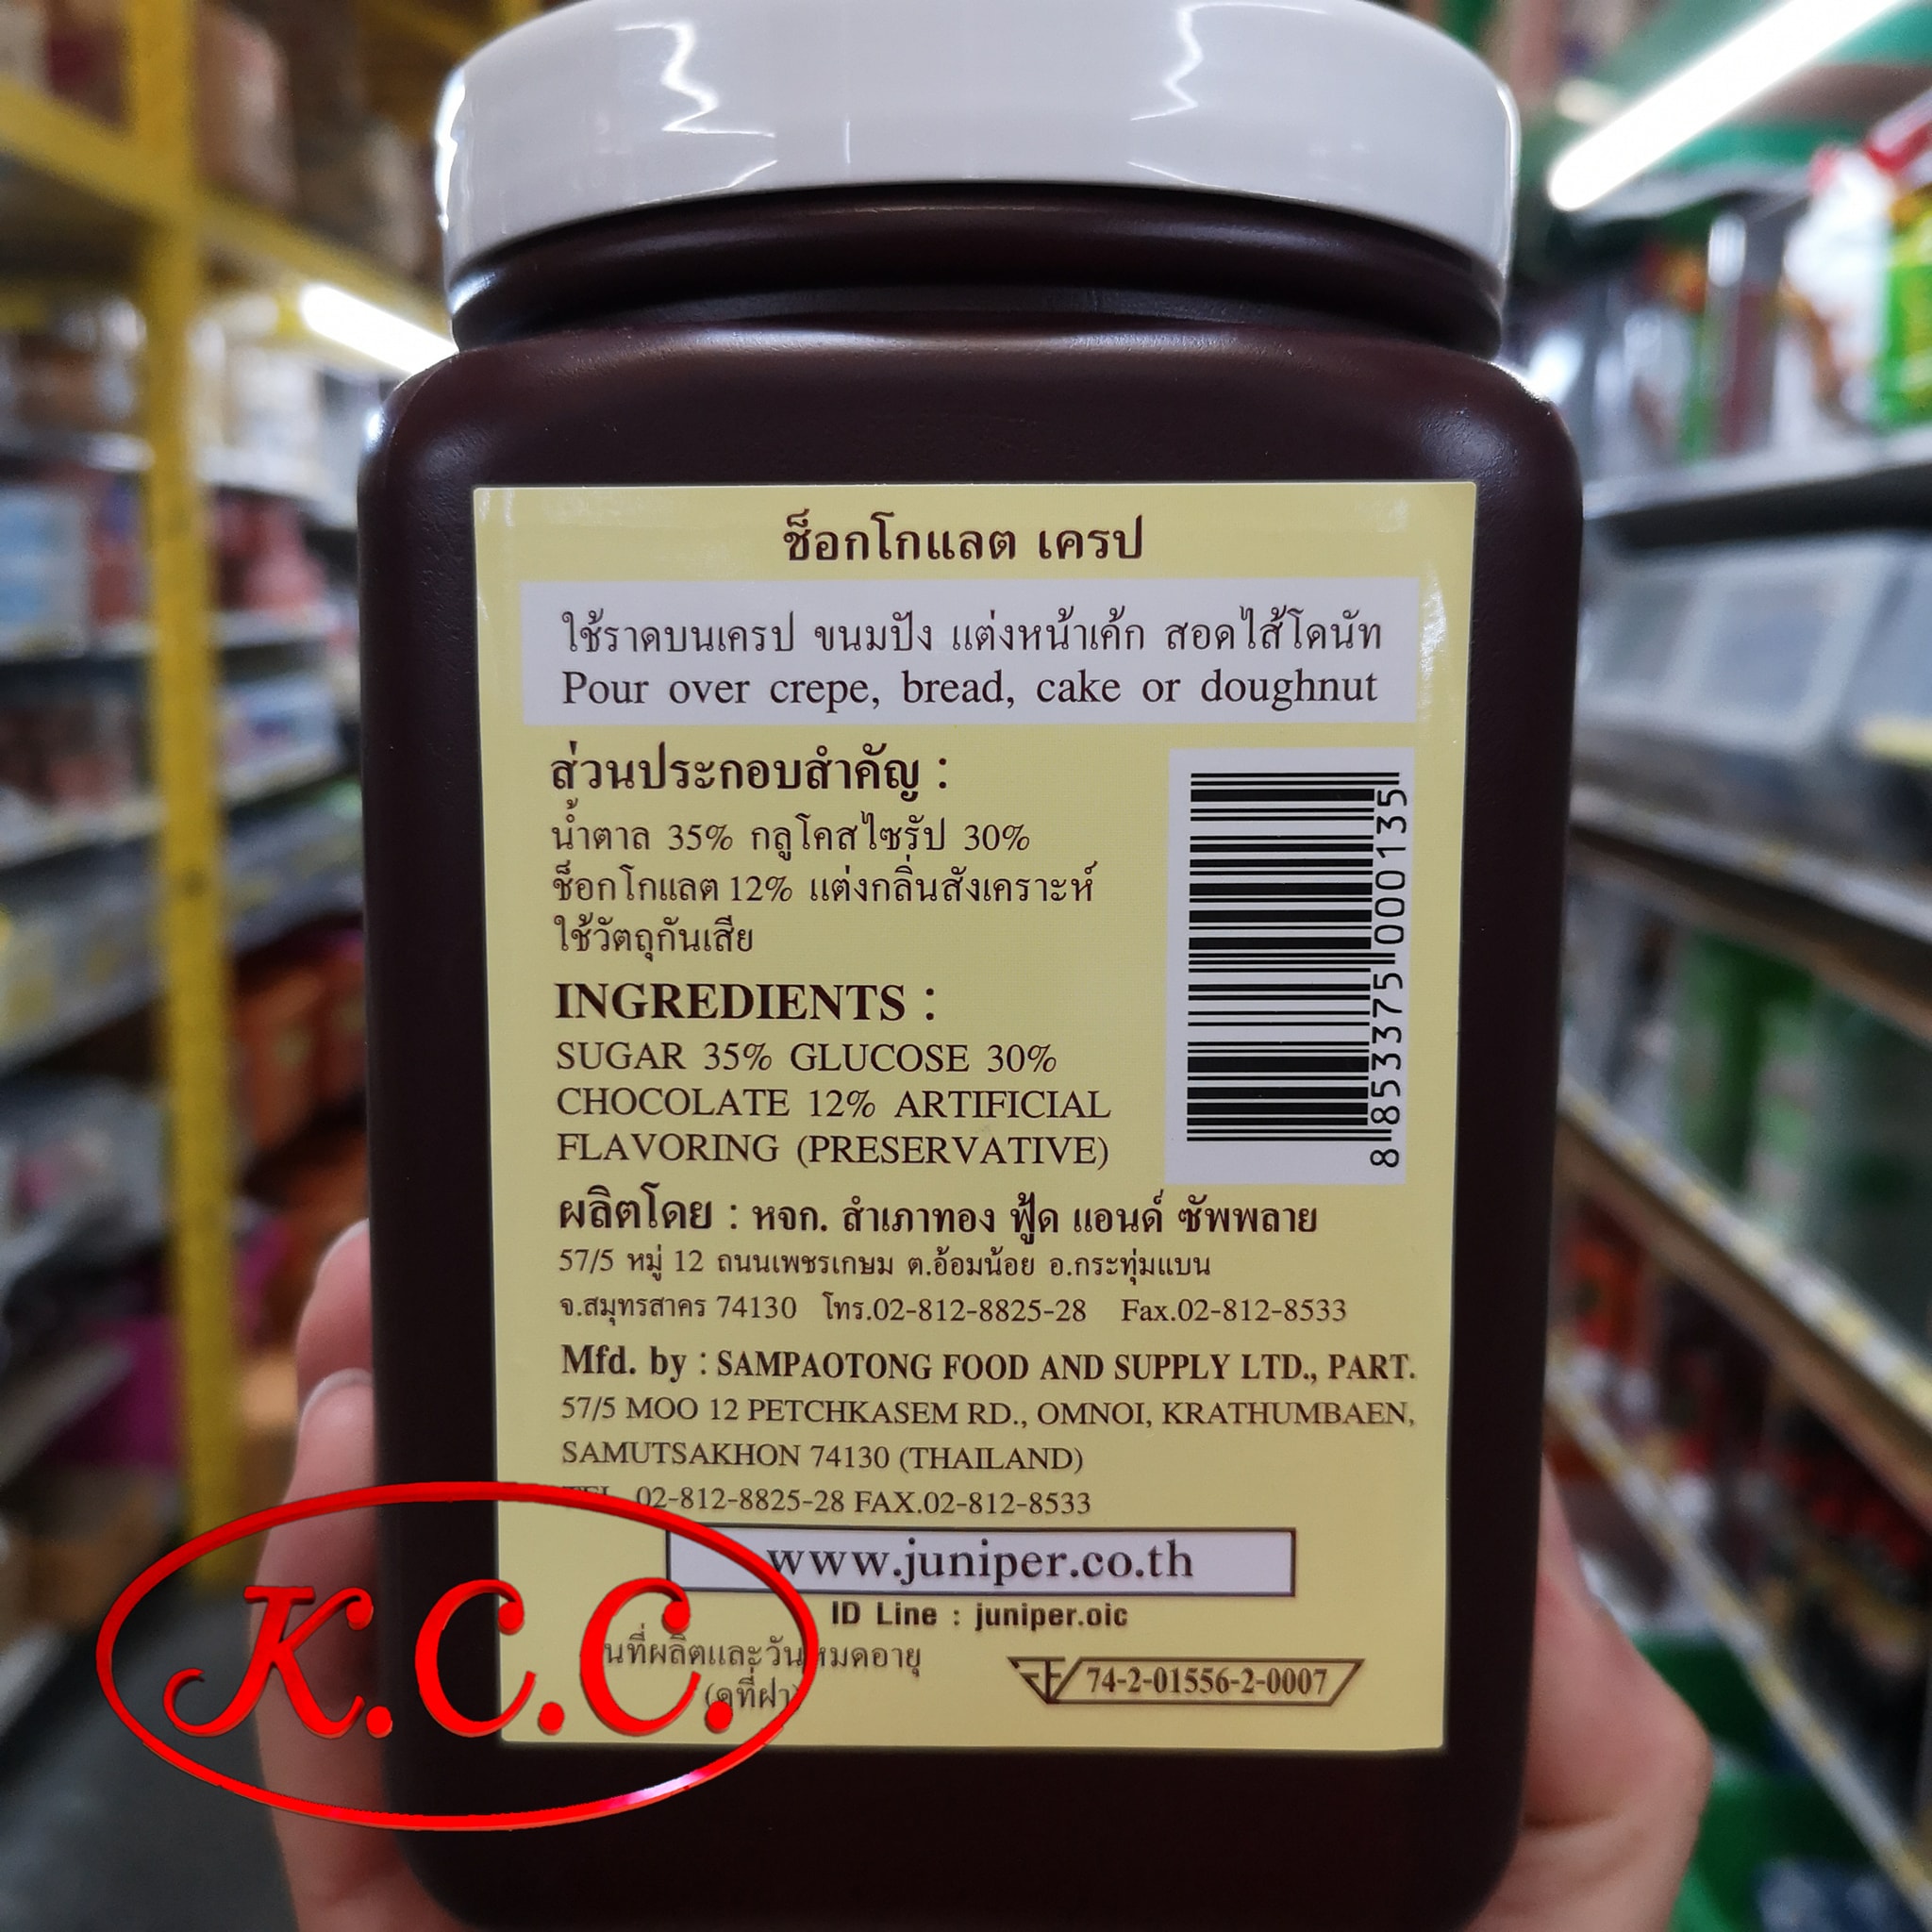 ช็อกโกแลต เครป
ใช้ราดบนเครป ขนมปัง แต่งหน้าเค้ก สอดไส้โดนัท
Pour over crepe, bread, cake or doughnut
ส่วนประกอบสำคัญ :
น้ำตาล 35% กลูโคสไซรัป 30%
ช็อกโกแลต 12% แต่งกลิ่นสังเคราะห์
ใช้วัตถุกันเสีย
INGREDIENTS :
SUGAR 35% GLUCOSE 30%
CHOCOLATE 12% ARTIFICIAL
FLAVORING (PRESERVATIVE)
8 853375 000135
ผลิตโดย : หจก. สำเภาทอง ฟู้ด แอนด์ ซัพพลาย
57/5 หมู่ 12 ถนนเพชรเกษม ต.อ้อมน้อย อ.กระทุ่มแบน
จ.สมุทรสาคร 74130 โทร.02-812-8825-28 Fax.02-812-8533
Mfd. by : SAMPAOTONG FOOD AND SUPPLY LTD., PART.
57/5 MOO 12 PETCHKASEM RD., OMNOI, KRATHUMBAEN,
SAMUTSAKHON 74130 (THAILAND)
TEL. 02-812-8825-28 FAX.02-812-8533
www.juniper.co.th
ID Line : juniper.oic
นที่ผลิตและวันหมดอายุ
(ดูที่ฝา)
74-2-01556-2-0007
K.C.C.